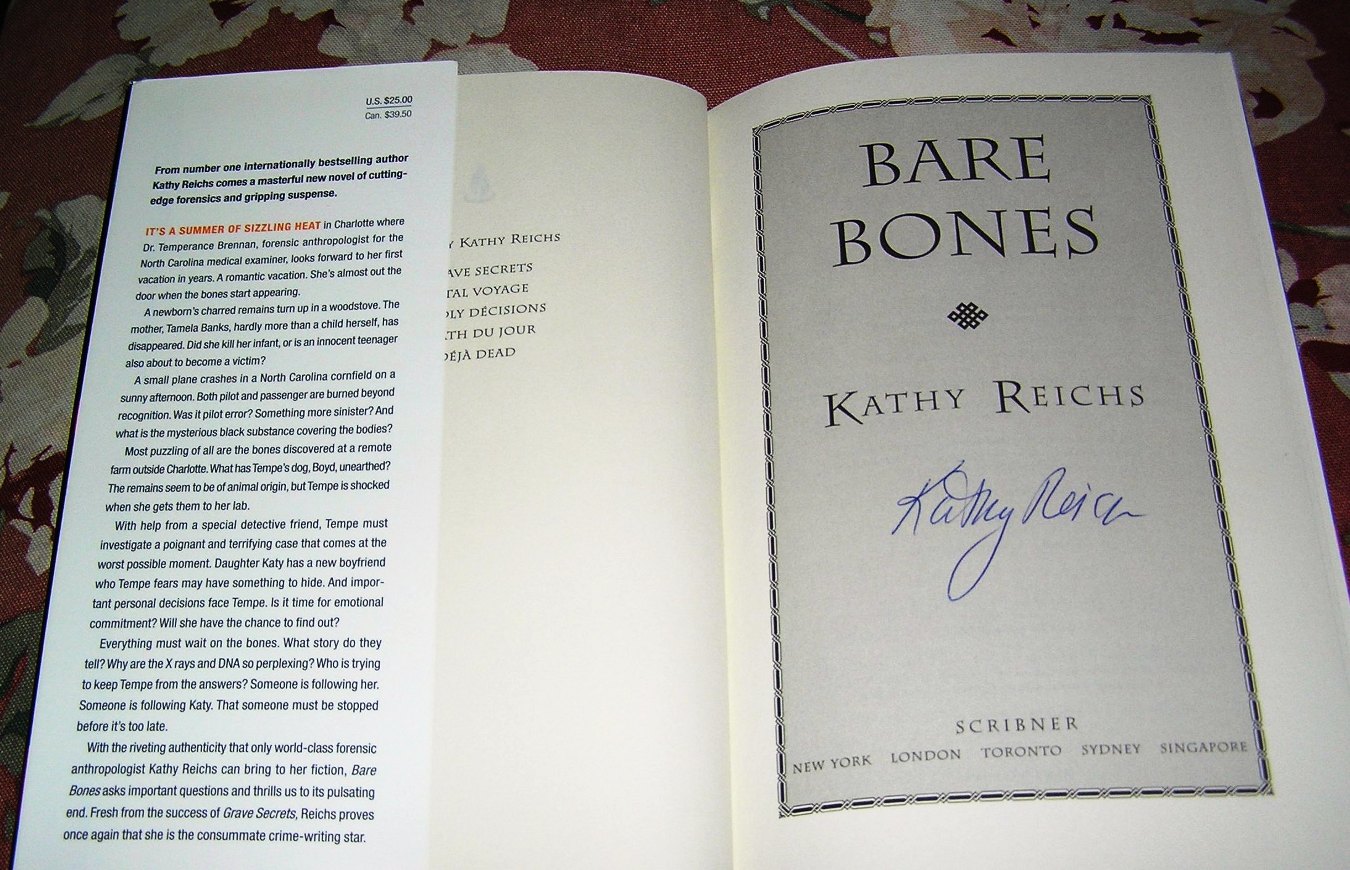 U.S. $25.00
Can. $39.50
From number one internationally bestselling author
Kathy Reichs comes a masterful new novel of cutting-
edge forensics and gripping suspense.
IT'S A SUMMER OF SIZZLING HEAT in Charlotte where
Dr. Temperance Brennan, forensic anthropologist for the
North Carolina medical examiner, looks forward to her first
vacation in years. A romantic vacation. She's almost out the
door when the bones start appearing.
A newborn's charred remains turn up in a woodstove. The
mother, Tamela Banks, hardly more than a child herself, has
disappeared. Did she kill her infant, or is an innocent teenager
also about to become a victim?
A small plane crashes in a North Carolina cornfield on a
sunny afternoon. Both pilot and passenger are burned beyond
recognition. Was it pilot error? Something more sinister? And
what is the mysterious black substance covering the bodies?
Most puzzling of all are the bones discovered at a remote
farm outside Charlotte. What has Tempe's dog, Boyd, unearthed?
The remains seem to be of animal origin, but Tempe is shocked
when she gets them to her lab.
With help from a special detective friend, Tempe must
investigate a poignant and terrifying case that comes at the
worst possible moment. Daughter Katy has a new boyfriend
who Tempe fears may have something to hide. And impor-
tant personal decisions face Tempe. Is it time for emotional
commitment? Will she have the chance to find out?
Everything must wait on the bones. What story do they
tell? Why are the X rays and DNA so perplexing? Who is trying
to keep Tempe from the answers? Someone is following her.
Someone is following Katy. That someone must be stopped
before it's too late.
With the riveting authenticity that only world-class forensic
anthropologist Kathy Reichs can bring to her fiction, Bare
Bones asks important questions and thrills us to its pulsating
end. Fresh from the success of Grave Secrets, Reichs proves
once again that she is the consummate crime-writing star.
Y KATHY REICHS
AVE SECRETS
TAL VOYAGE
DLY DÉCISIONS
ATH DU JOUR
DÉJÀ DEAD
BARE
BONES
KATHY REICHS
Kathy Reichs
SCRIBNER
NEW YORK LONDON TORONTO SYDNEY SINGAPORE